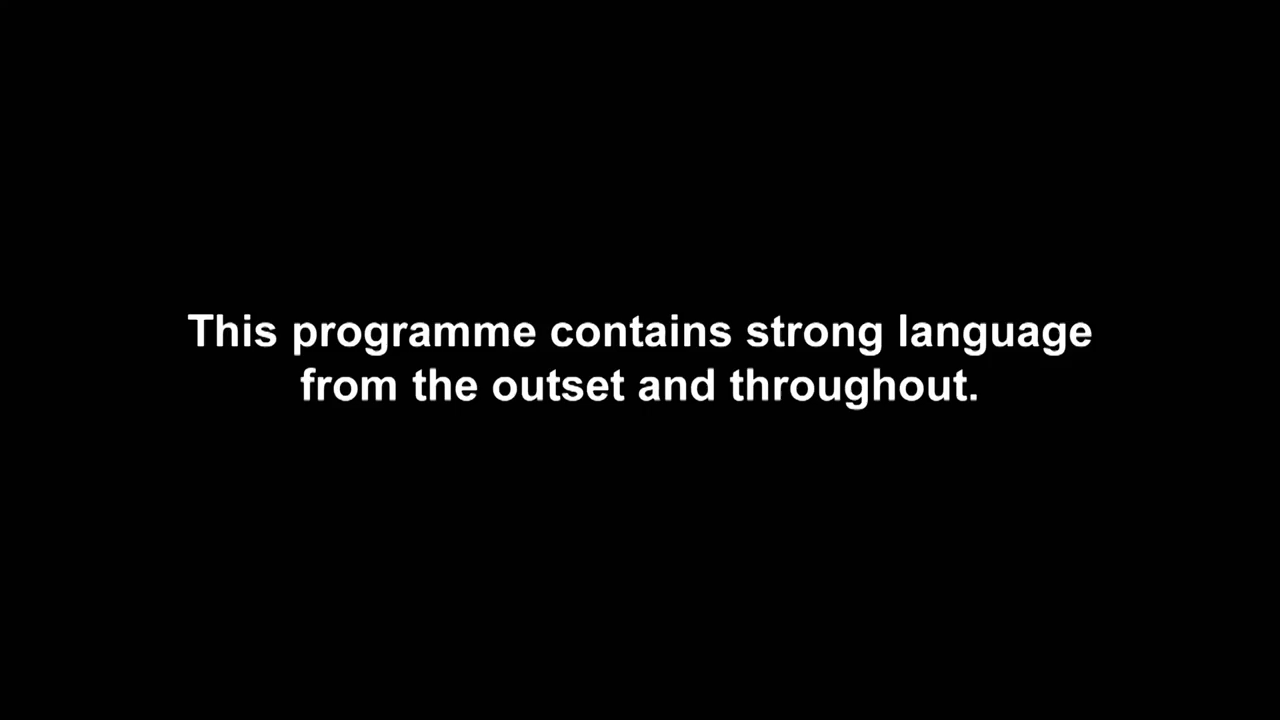 This programme contains strong language
from the outset and throughout.